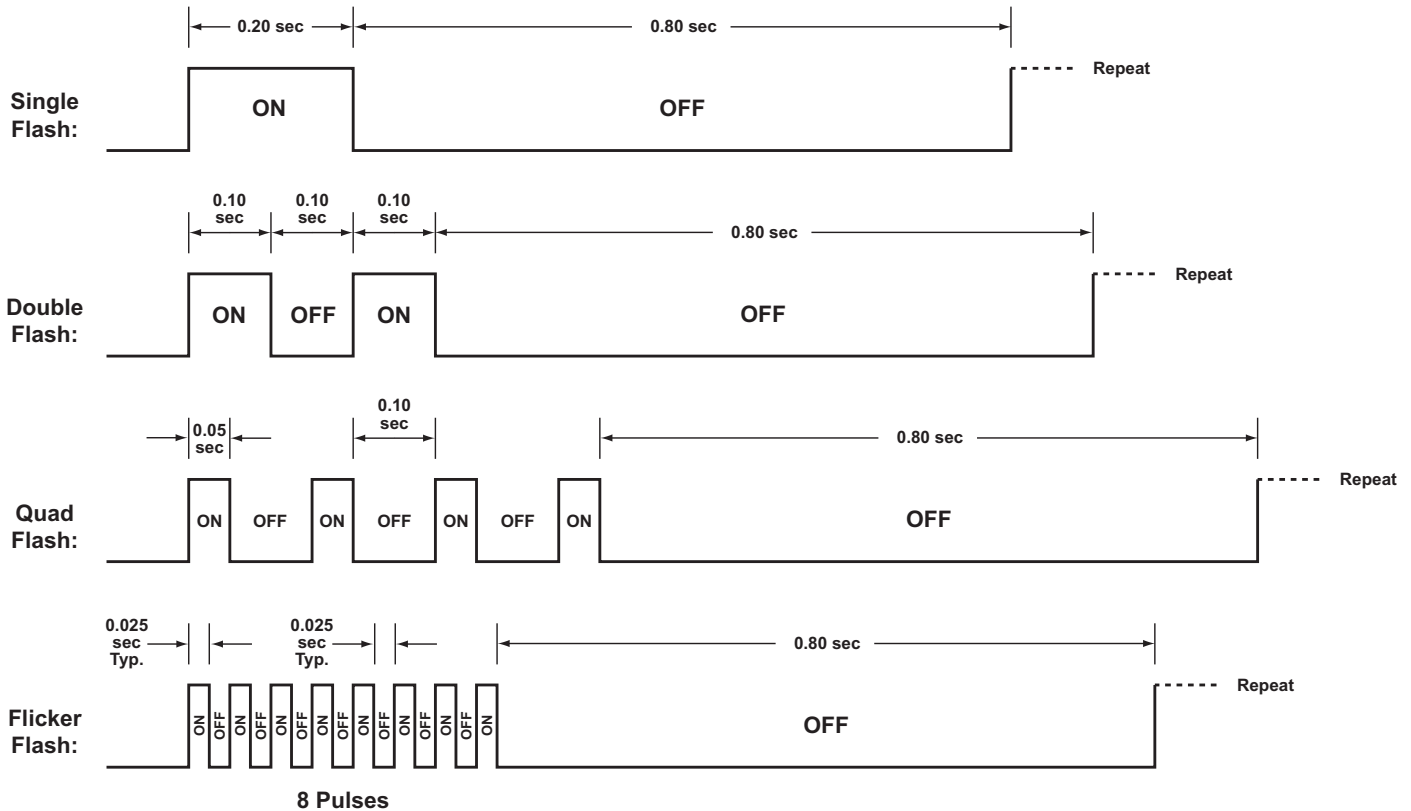 0.20 sec
0.80 sec
Repeat
Single
Flash:
ON
OFF
0.10
sec
0.10
sec
0.10
sec
0.80 sec
Repeat
Double
Flash:
ON
OFF
ON
OFF
0.05
sec
0.10
sec
0.80 sec
Repeat
Quad
Flash:
ON
OFF
ON
OFF
ON
OFF
ON
OFF
0.025
sec
Typ.
0.025
sec
Typ.
0.80 sec
Repeat
Flicker
Flash:
ON
OFF
ON
OFF
ON
OFF
ON
OFF
ON
OFF
ON
OFF
ON
OFF
ON
OFF
8 Pulses